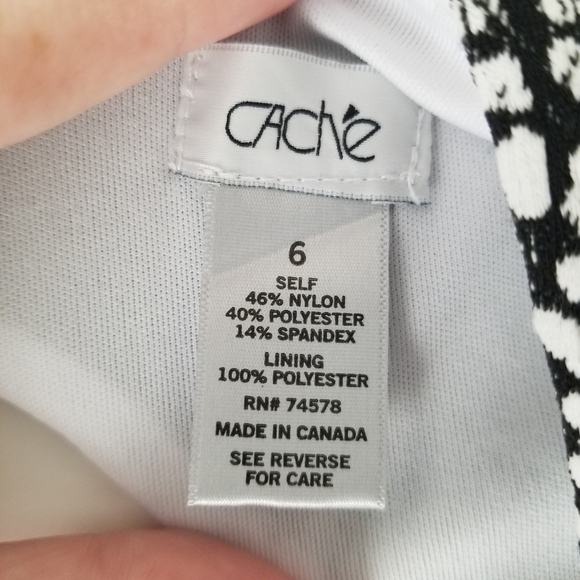 CAChé
6
SELF
46% NYLON
40% POLYESTER
14% SPANDEX
LINING
100% POLYESTER
RN# 74578
MADE IN CANADA
SEE REVERSE
FOR CARE